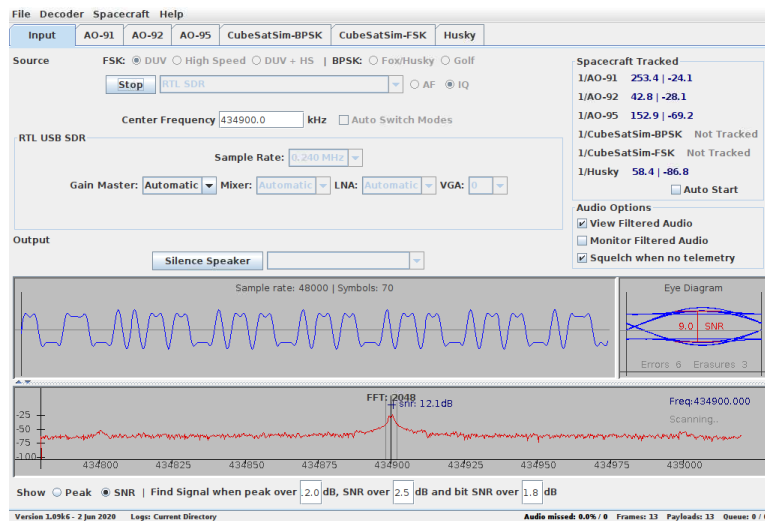 File Decoder Spacecraft Help
Input AO-91 AO-92 AO-95 CubeSatSim-BPSK CubeSatSim-FSK Husky
Source FSK: DUV High Speed DUV + HS | BPSK: Fox/Husky Golf
Stop RTL SDR AF IQ
Center Frequency 434900.0 kHz Auto Switch Modes
RTL USB SDR
Sample Rate: 0.240 MHz
Gain Master: Automatic Mixer: Automatic LNA: Automatic VGA: 0
Output
Silence Speaker
Spacecraft Tracked
1/AO-91 253.4 | -24.1
1/AO-92 42.8 | -28.1
1/AO-95 152.9 | -69.2
1/CubeSatSim-BPSK Not Tracked
1/CubeSatSim-FSK Not Tracked
1/Husky 58.4 | -86.8
Auto Start
Audio Options
View Filtered Audio
Monitor Filtered Audio
Squelch when no telemetry
Sample rate: 48000 | Symbols: 70
Eye Diagram
9.0 SNR
Errors 6 Erasures 3
FFT: 2048
snr: 12.1dB
Freq:434900.000
Scanning..
-25
-50
-75
-100
434800 434825 434850 434875 434900 434925 434950 434975 435000
Show Peak SNR | Find Signal when peak over 2.0 dB, SNR over 2.5 dB and bit SNR over 1.8 dB
Version 1.09k6 - 2 Jun 2020 Logs: Current Directory Audio missed: 0.0% / 0 Frames: 13 Payloads: 13 Queue: 0 /